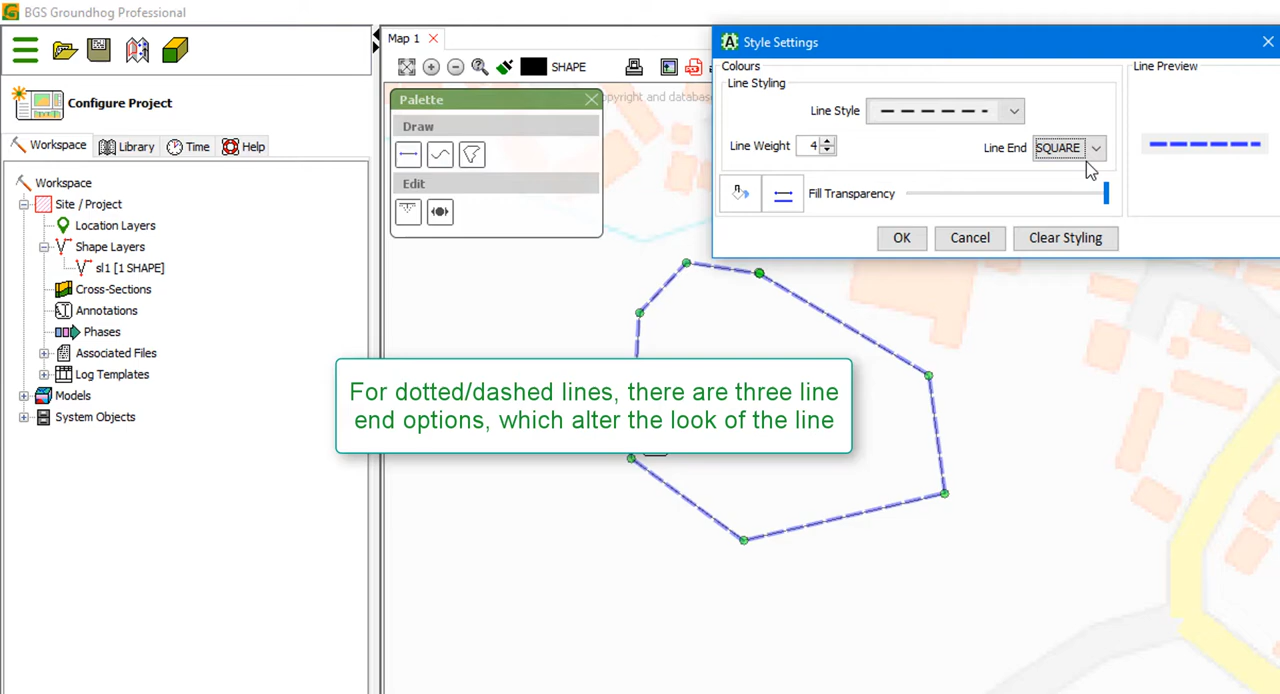 BGS Groundhog Professional
Configure Project
Workspace
Library
Time
Help
Workspace
Site / Project
Location Layers
Shape Layers
sl1 [1 SHAPE]
Cross-Sections
Annotations
Phases
Associated Files
Log Templates
Models
System Objects
Map 1
SHAPE
opyright and databas
Palette
Draw
Edit
Style Settings
Colours
Line Preview
Line Styling
Line Style
Line Weight
4
Line End
SQUARE
Fill Transparency
OK
Cancel
Clear Styling
For dotted/dashed lines, there are three line
end options, which alter the look of the line